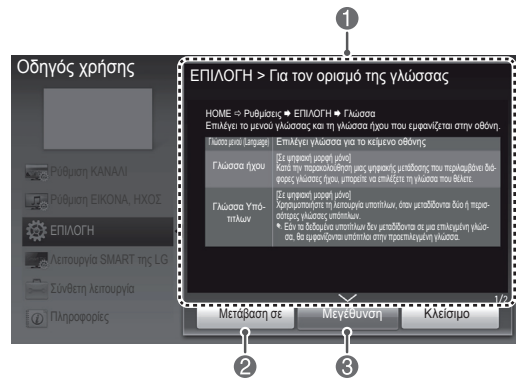 1
Οδηγός χρήσης
ΕΠΙΛΟΓΗ > Για τον ορισμό της γλώσσας
HOME ⇨ Ρυθμίσεις ➡ ΕΠΙΛΟΓΗ ➡ Γλώσσα
Επιλέγει το μενού γλώσσας και τη γλώσσα ήχου που εμφανίζεται στην οθόνη.
Γλώσσα μενού (Language)
Επιλέγει γλώσσα για το κείμενο οθόνης
Γλώσσα ήχου
[Σε ψηφιακή μορφή μόνο]
Κατά την παρακολούθηση μιας ψηφιακής μετάδοσης που περιλαμβάνει διά-
φορες γλώσσες ήχου, μπορείτε να επιλέξετε τη γλώσσα που θέλετε.
Γλώσσα Υπό-
τιτλων
[Σε ψηφιακή μορφή μόνο]
Χρησιμοποιήστε τη λειτουργία υποτίτλων, όταν μεταδίδονται δύο ή περισ-
σότερες γλώσσες υπότιτλων.
Εάν τα δεδομένα υποτίτλων δεν μεταδίδονται σε μια επιλεγμένη γλώσ-
σα, θα εμφανίζονται υπότιτλοι στην προεπιλεγμένη γλώσσα.
Ρύθμιση ΚΑΝΑΛΙ
Ρύθμιση ΕΙΚΟΝΑ, ΗΧΟΣ
ΕΠΙΛΟΓΗ
Λειτουργία SMART της LG
Σύνθετη λειτουργία
Πληροφορίες
1/2
Μετάβαση σε
Μεγέθυνση
Κλείσιμο
2
3